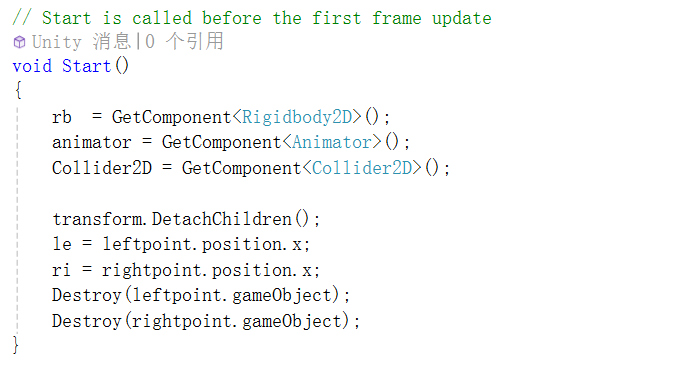 // Start is called before the first frame update
Unity 消息|0 个引用
void Start()
{
rb  = GetComponent<Rigidbody2D>();
animator = GetComponent<Animator>();
Collider2D = GetComponent<Collider2D>();
transform.DetachChildren();
le = leftpoint.position.x;
ri = rightpoint.position.x;
Destroy(leftpoint.gameObject);
Destroy(rightpoint.gameObject);
}